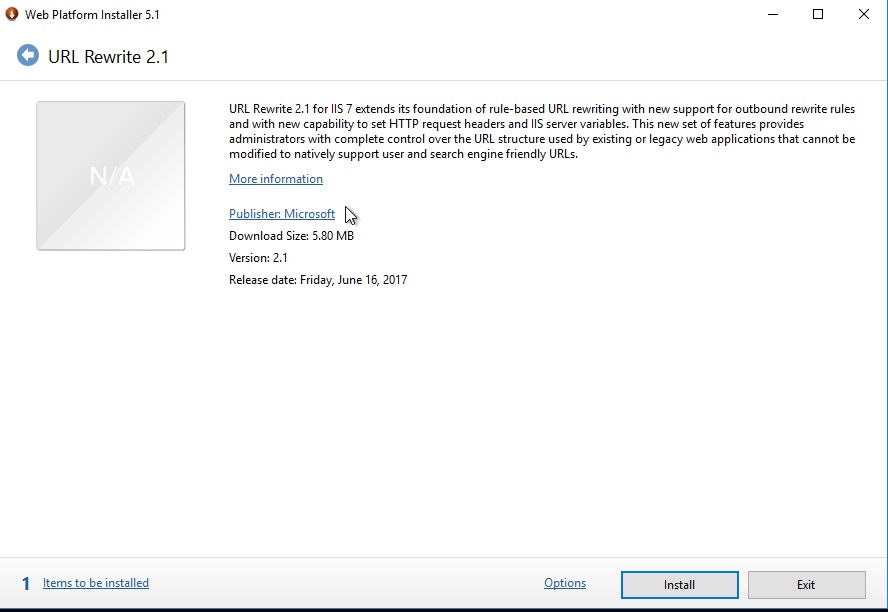 Web Platform Installer 5.1
URL Rewrite 2.1
N/A
URL Rewrite 2.1 for IIS 7 extends its foundation of rule-based URL rewriting with new support for outbound rewrite rules
and with new capability to set HTTP request headers and IIS server variables. This new set of features provides
administrators with complete control over the URL structure used by existing or legacy web applications that cannot be
modified to natively support user and search engine friendly URLs.
More information
Publisher: Microsoft
Download Size: 5.80 MB
Version: 2.1
Release date: Friday, June 16, 2017
1 Items to be installed
Options
Install
Exit